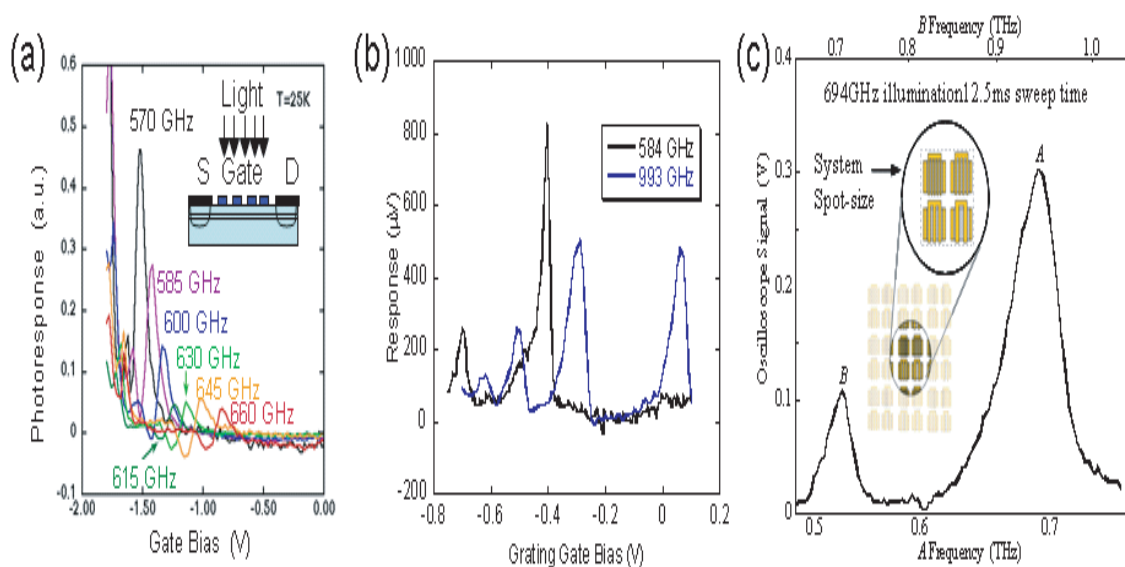 (a)
0.6
0.5
0.4
0.3
0.2
0.1
0
-0.1
Photoresponse (a.u.)
Light
T=25K
570 GHz
S Gate D
585 GHz
600 GHz
630 GHz
645 GHz
660 GHz
615 GHz
-2.00 -1.50 -1.00 -0.50 0.00
Gate Bias (V)
(b)
1000
800
600
400
200
0
-200
Response (µV)
584 GHz
993 GHz
-0.8 -0.6 -0.4 -0.2 0 0.2
Grating Gate Bias (V)
(c)
B Frequency (THz)
0.7 0.8 0.9 1.0
0.4
0.3
0.2
0.1
0
Oscilloscope Signal (V)
694GHz illumination12.5ms sweep time
System
Spot-size
A
B
0.5 0.6 0.7
A Frequency (THz)